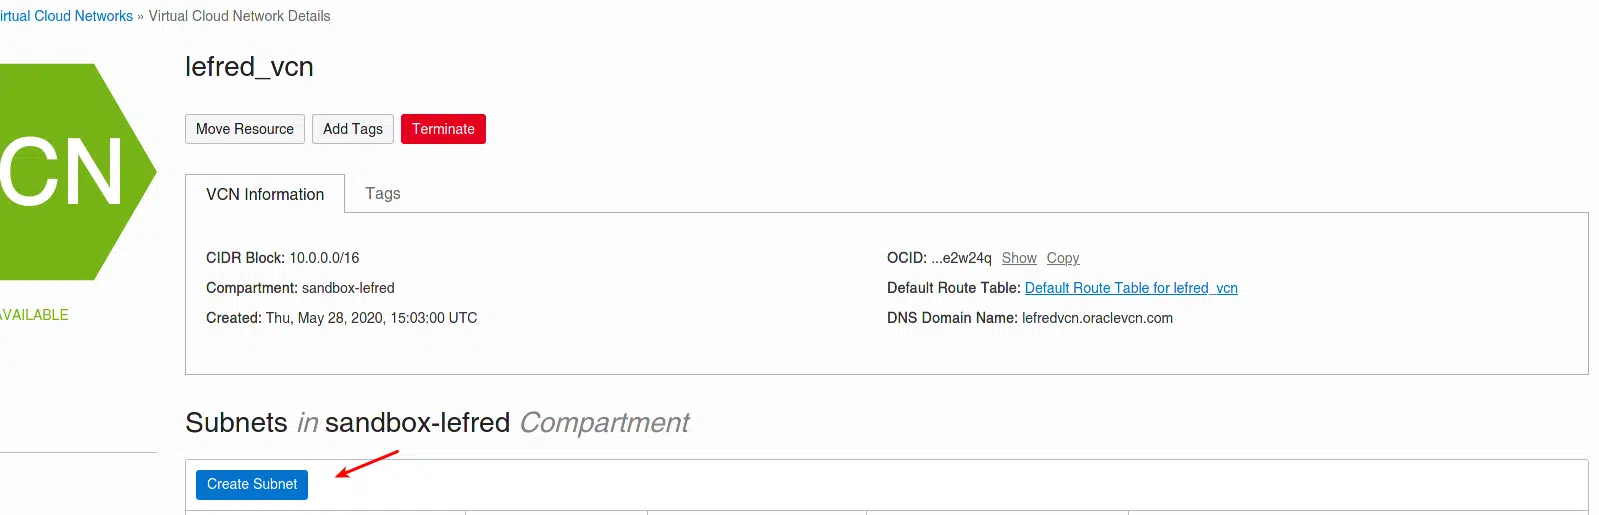 irtual Cloud Networks » Virtual Cloud Network Details
lefred_vcn
Move Resource Add Tags Terminate
CN
VCN Information Tags
CIDR Block: 10.0.0.0/16 OCID: ...e2w24q Show Copy
Compartment: sandbox-lefred Default Route Table: Default Route Table for lefred_vcn
AVAILABLE
Created: Thu, May 28, 2020, 15:03:00 UTC DNS Domain Name: lefredvcn.oraclevcn.com
Subnets in sandbox-lefred Compartment
Create Subnet